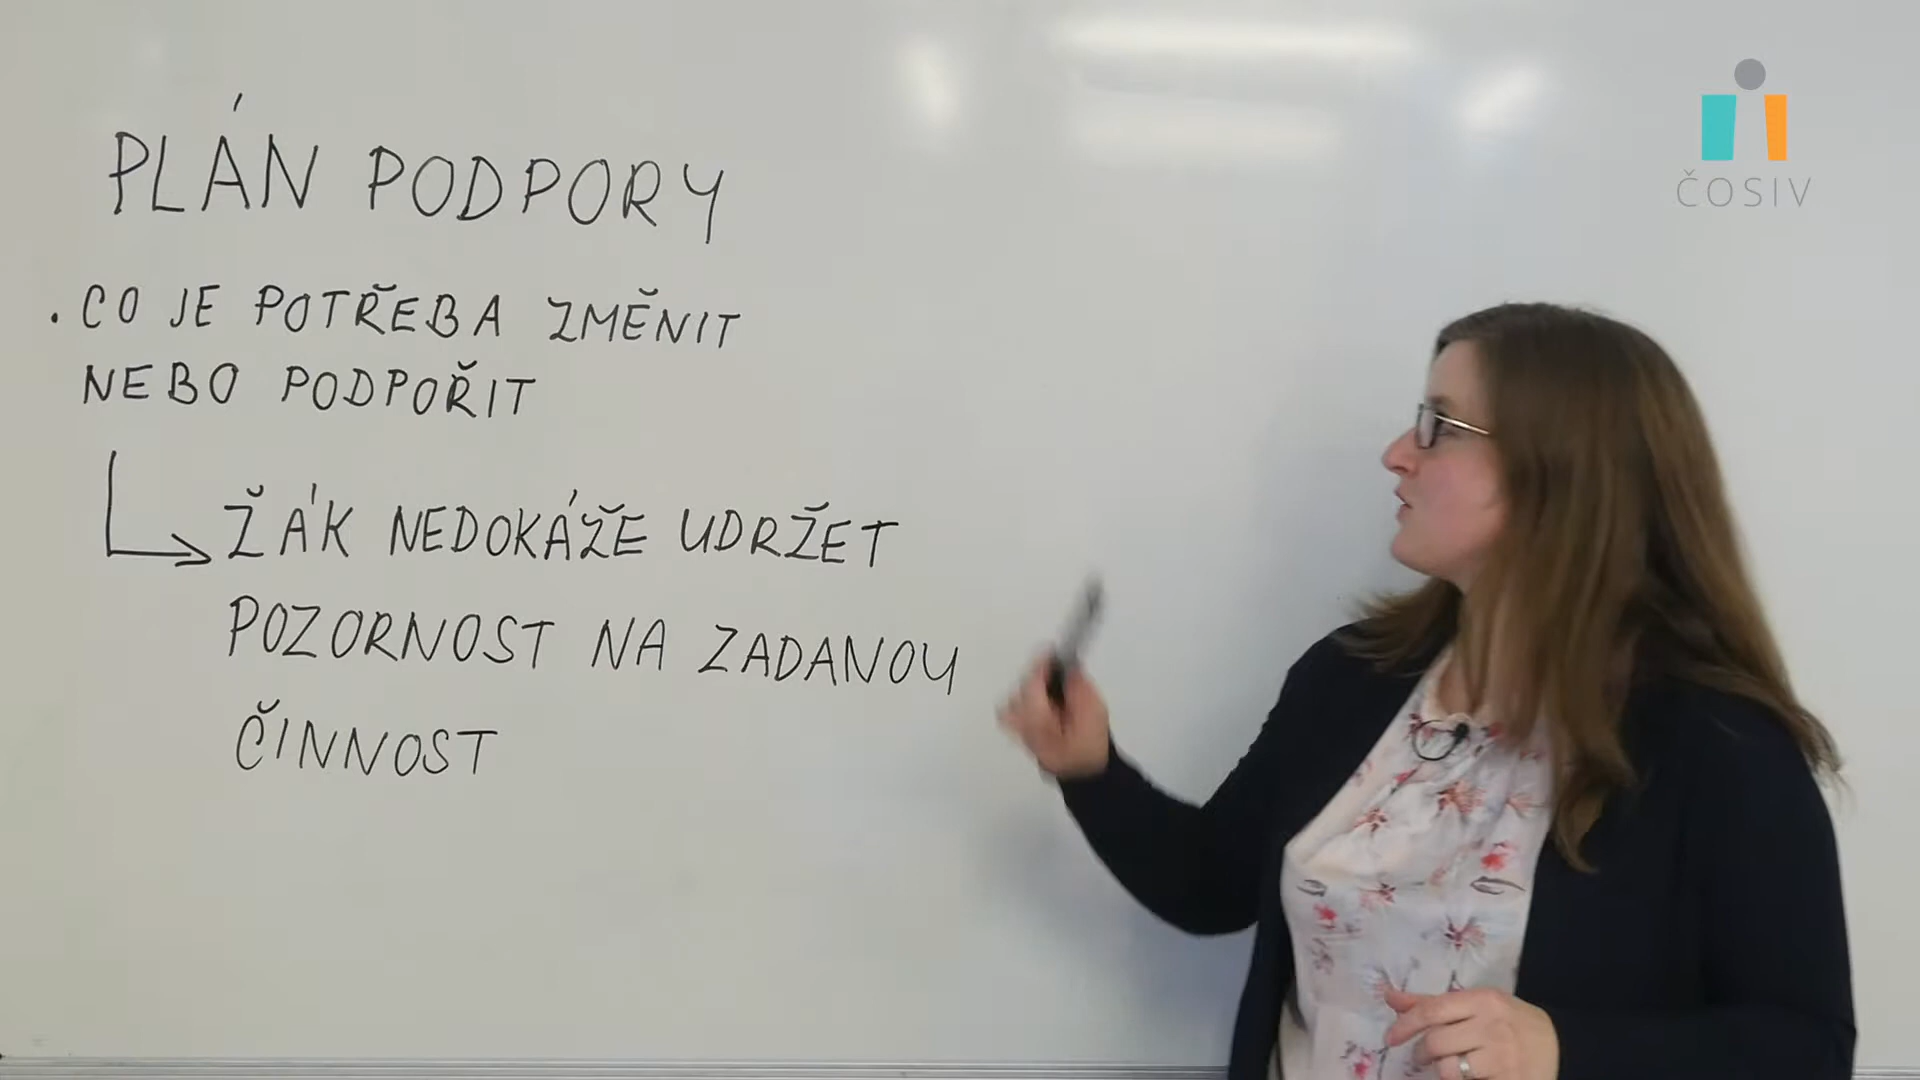 PLÁN PODPORY
ČOSIV
. CO JE POTŘEBA ZMĚNIT
NEBO PODPOŘIT
ŽÁK NEDOKÁŽE UDRŽET
POZORNOST NA ZADANOU
ČINNOST